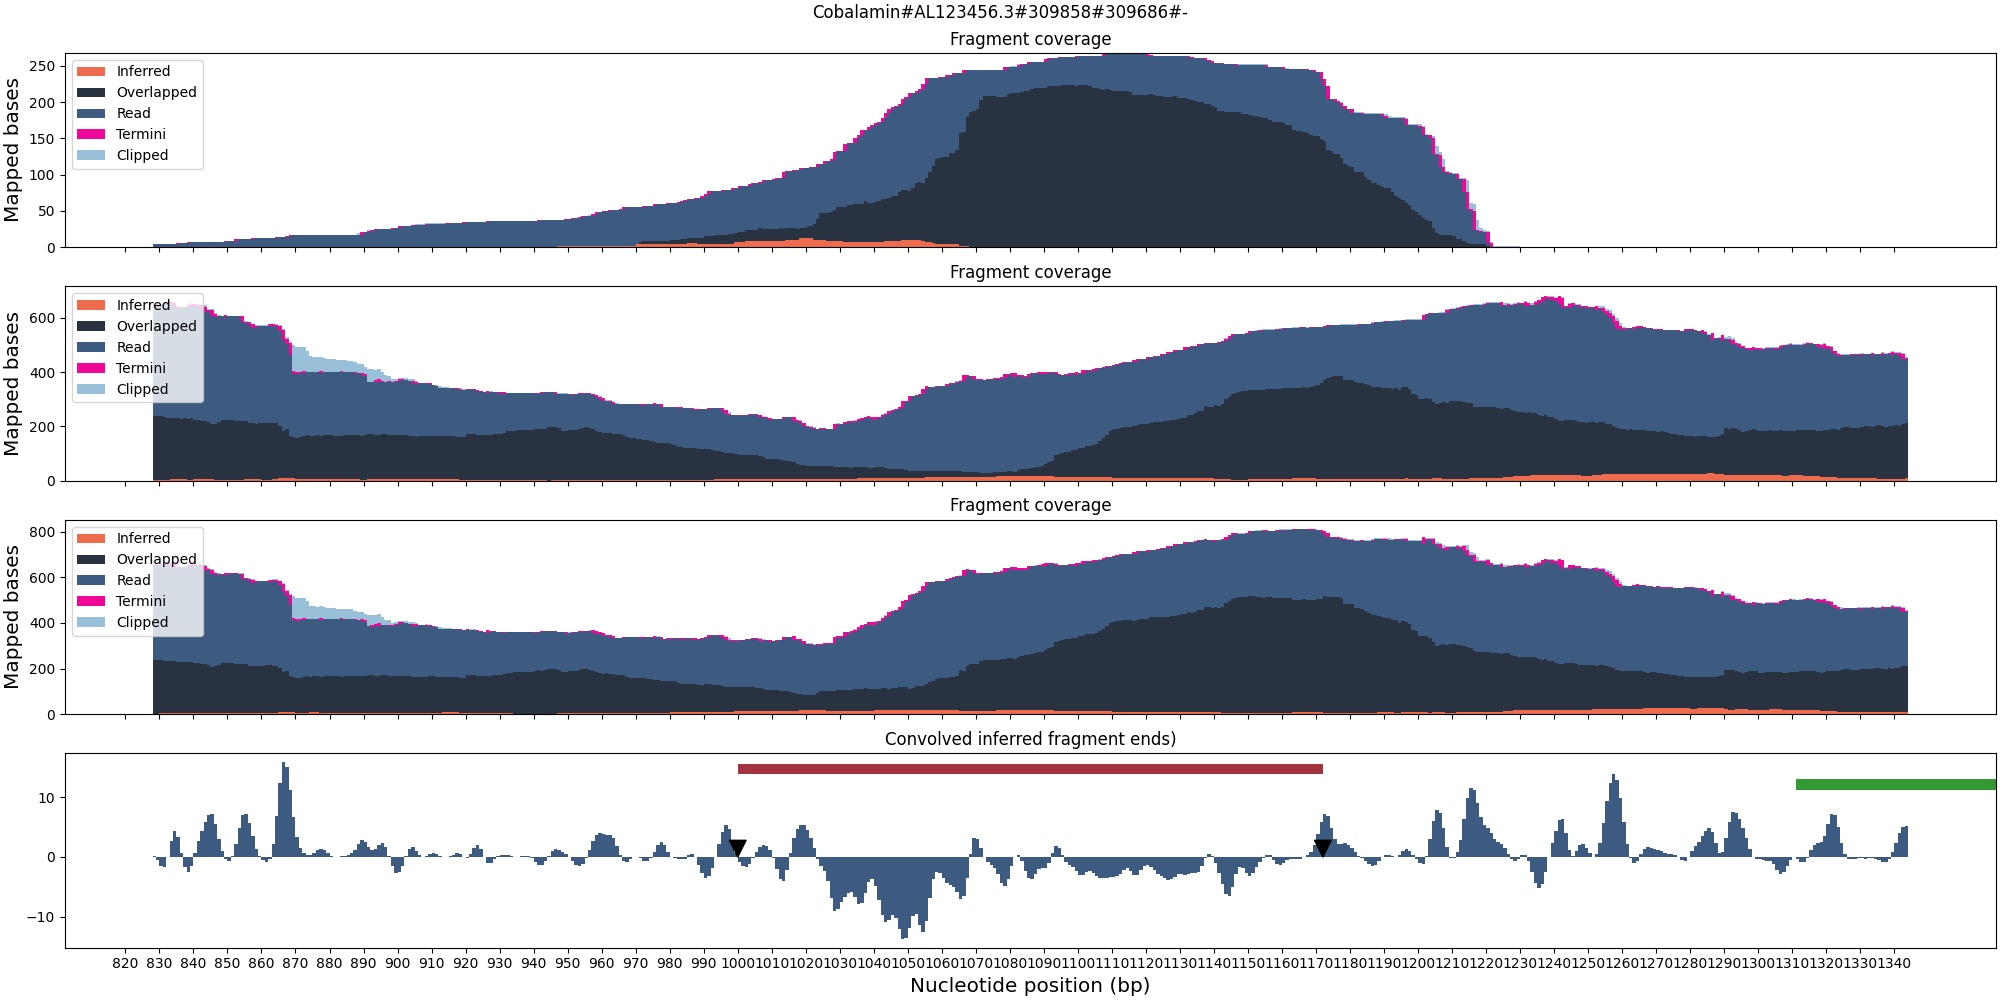 Cobalamin#AL123456.3#309858#309686#-
Fragment coverage
Mapped bases
250
200
150
100
50
0
Inferred
Overlapped
Read
Termini
Clipped
Fragment coverage
Mapped bases
600
400
200
0
Inferred
Overlapped
Read
Termini
Clipped
Fragment coverage
Mapped bases
800
600
400
200
0
Inferred
Overlapped
Read
Termini
Clipped
Convolved inferred fragment ends)
10
0
−10
820 830 840 850 860 870 880 890 900 910 920 930 940 950 960 970 980 990 1000 1010 1020 1030 1040 1050 1060 1070 1080 1090 1100 1110 1120 1130 1140 1150 1160 1170 1180 1190 1200 1210 1220 1230 1240 1250 1260 1270 1280 1290 1300 1310 1320 1330 1340
Nucleotide position (bp)